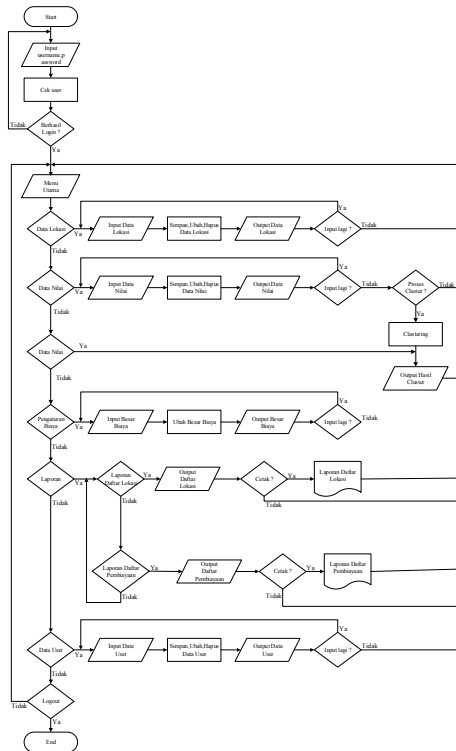 Start
Input
username,p
assword
Cek user
Berhasil
Login ?
Tidak
Ya
Menu
Utama
Data Lokasi
Ya
Input Data
Lokasi
Simpan,Ubah,Hapus
Data Lokasi
Output Data
Lokasi
Input lagi ?
Ya
Tidak
Tidak
Data Nilai
Ya
Input Data
Nilai
Simpan,Ubah,Hapus
Data Nilai
Output Data
Nilai
Input lagi ?
Ya
Tidak
Proses
Cluster ?
Tidak
Ya
Clustering
Output Hasil
Cluster
Tidak
Data Nilai
Ya
Tidak
Pengaturan
Biaya
Ya
Input Besar
Biaya
Ubah Besar Biaya
Output Besar
Biaya
Input lagi ?
Ya
Tidak
Tidak
Laporan
Ya
Laporan
Daftar Lokasi
Ya
Output
Daftar
Lokasi
Cetak ?
Ya
Laporan Daftar
Lokasi
Tidak
Tidak
Tidak
Laporan Daftar
Pembiayaan
Ya
Output
Daftar
Pembiayaan
Cetak ?
Ya
Laporan Daftar
Pembiayaan
Tidak
Tidak
Data User
Ya
Input Data
User
Simpan,Ubah,Hapus
Data User
Output Data
User
Input lagi ?
Ya
Tidak
Tidak
Logout
Tidak
Ya
End